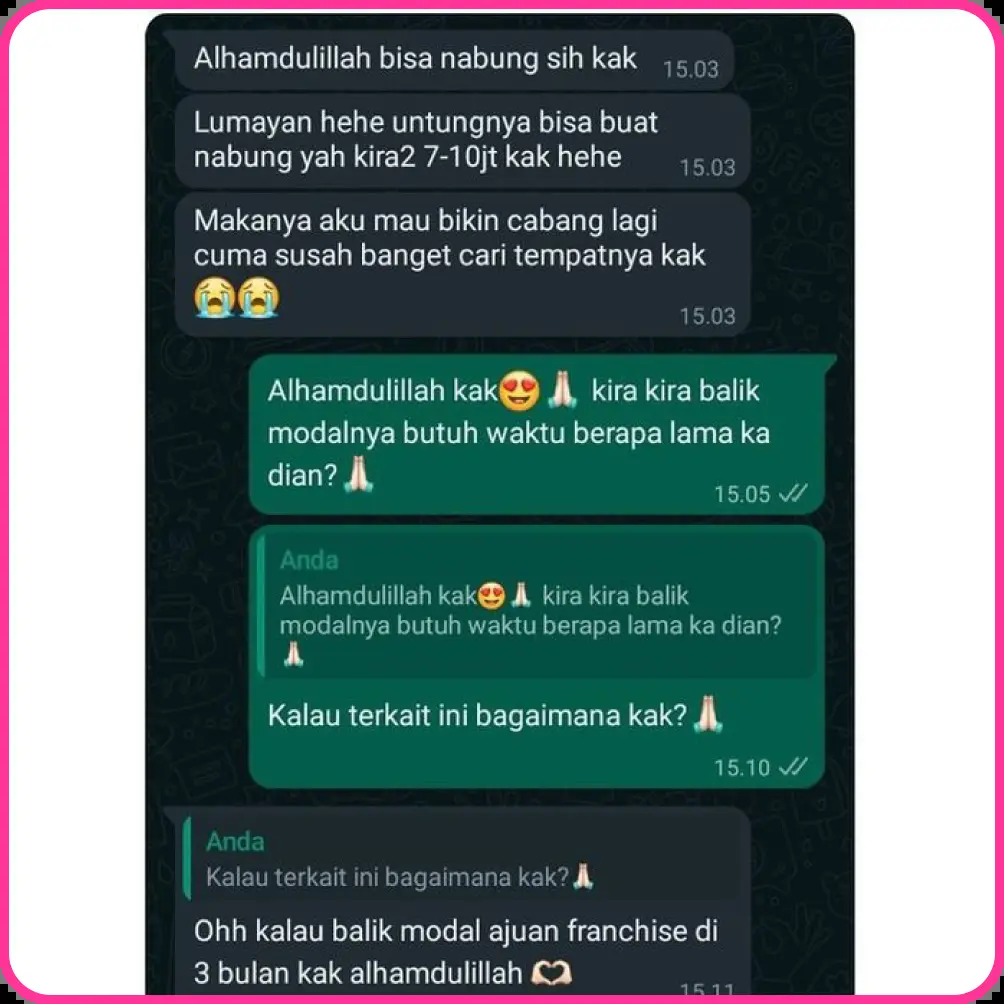 Alhamdulillah bisa nabung sih kak 15.03
Lumayan hehe untungnya bisa buat
nabung yah kira2 7-10jt kak hehe 15.03
Makanya aku mau bikin cabang lagi
cuma susah banget cari tempatnya kak
😭😭 15.03
Alhamdulillah kak😍🙏🏻 kira kira balik
modalnya butuh waktu berapa lama ka
dian?🙏🏻 15.05
Anda
Alhamdulillah kak😍🙏🏻 kira kira balik
modalnya butuh waktu berapa lama ka dian?
🙏🏻
Kalau terkait ini bagaimana kak?🙏🏻
15.10
Anda
Kalau terkait ini bagaimana kak?🙏🏻
Ohh kalau balik modal ajuan franchise di
3 bulan kak alhamdulillah 🫶🏻 15.11